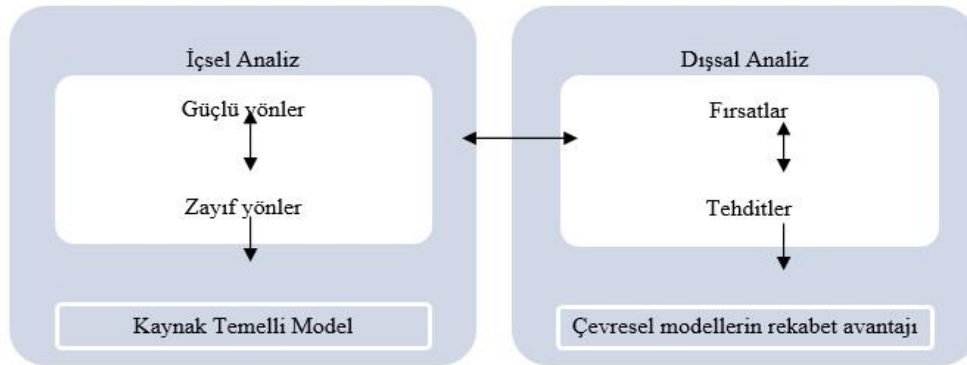 İçsel Analiz
Güçlü yönler
Zayıf yönler
Kaynak Temelli Model
Dışsal Analiz
Fırsatlar
Tehditler
Çevresel modellerin rekabet avantajı